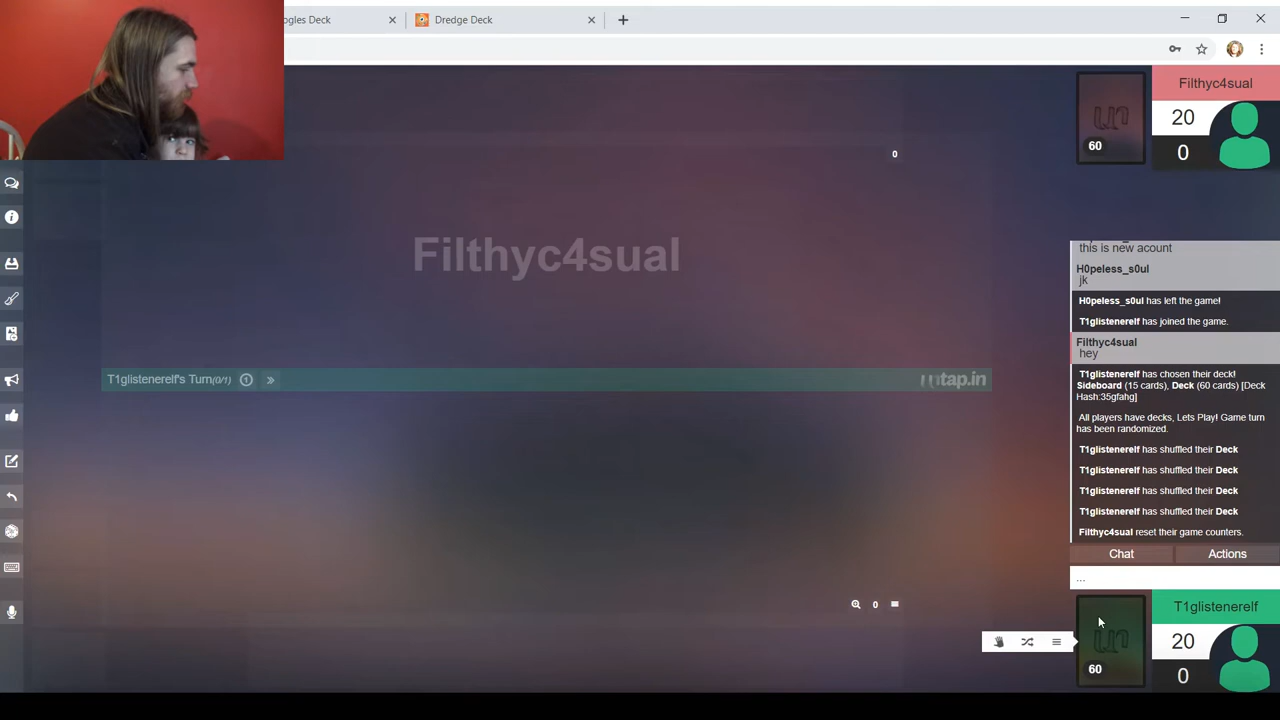 ogles Deck
Dredge Deck
Filthyc4sual
20
60
0
0
Filthyc4sual
this is new acount
H0peless_s0ul
jk
H0peless_s0ul has left the game!
T1glistenerelf has joined the game.
Filthyc4sual
hey
T1glistenerelf has chosen their deck!
Sideboard (15 cards), Deck (60 cards) [Deck
Hash:35gfahg]
All players have decks, Lets Play! Game turn
has been randomized.
T1glistenerelf has shuffled their Deck
T1glistenerelf has shuffled their Deck
T1glistenerelf has shuffled their Deck
T1glistenerelf has shuffled their Deck
Filthyc4sual reset their game counters.
T1glistenerelf's Turn(0/1) 1
untap.in
Chat Actions
...
0
T1glistenerelf
20
60
0